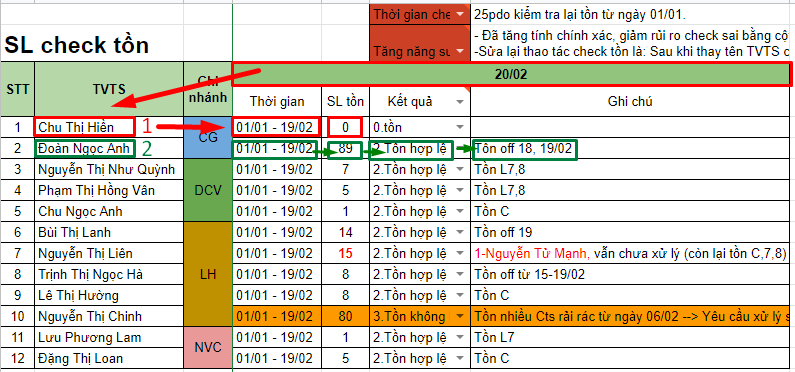 Thời gian che
25pdo kiểm tra lại tồn từ ngày 01/01.
Tăng năng su
- Đã tăng tính chính xác, giảm rủi ro check sai bằng cộ
-Sửa lại thao tác check tồn là: Sau khi thay tên TVTS c
SL check tồn
STT TVTS Chi nhánh 20/02
Thời gian SL tồn Kết quả Ghi chú
1 Chu Thị Hiền 1 CG 01/01 - 19/02 0 0.tồn
2 Đoàn Ngọc Anh 2 01/01 - 19/02 89 2.Tồn hợp lệ Tồn off 18, 19/02
3 Nguyễn Thị Như Quỳnh DCV 01/01 - 19/02 7 2.Tồn hợp lệ Tồn L7,8
4 Phạm Thị Hồng Vân 01/01 - 19/02 5 2.Tồn hợp lệ Tồn L7,8
5 Chu Ngọc Anh 01/01 - 19/02 1 2.Tồn hợp lệ Tồn C
6 Bùi Thị Lanh LH 01/01 - 19/02 14 2.Tồn hợp lệ Tồn off 19
7 Nguyễn Thị Liên 01/01 - 19/02 15 2.Tồn hợp lệ 1-Nguyễn Tử Mạnh, vẫn chưa xử lý (còn lại tồn C,7,8)
8 Trịnh Thị Ngọc Hà 01/01 - 19/02 8 2.Tồn hợp lệ Tồn off từ 15-19/02
9 Lê Thị Hường 01/01 - 19/02 8 2.Tồn hợp lệ Tồn C
10 Nguyễn Thị Chinh 01/01 - 19/02 80 3.Tồn không Tồn nhiều Cts rải rác từ ngày 06/02 --> Yêu cầu xử lý s
11 Lưu Phương Lam NVC 01/01 - 19/02 1 2.Tồn hợp lệ Tồn L7
12 Đặng Thị Loan 01/01 - 19/02 5 2.Tồn hợp lệ Tồn C